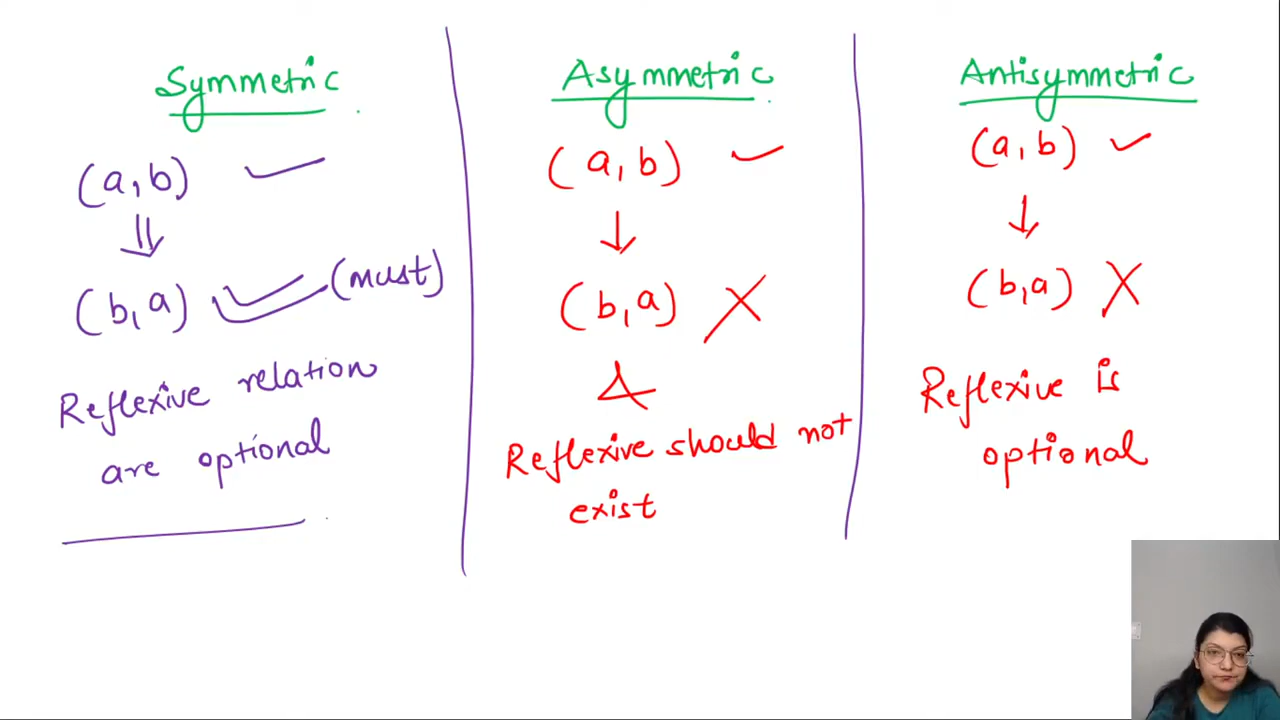 Symmetric
(a, b)
(b, a) (must)
Reflexive relation
are optional
Asymmetric
(a, b)
(b, a)
&
Reflexive should not
exist
Antisymmetric
(a, b)
(b, a)
Reflexive is
optional